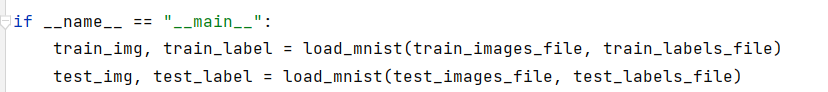 if __name__ == "__main__":
    train_img, train_label = load_mnist(train_images_file, train_labels_file)
    test_img, test_label = load_mnist(test_images_file, test_labels_file)